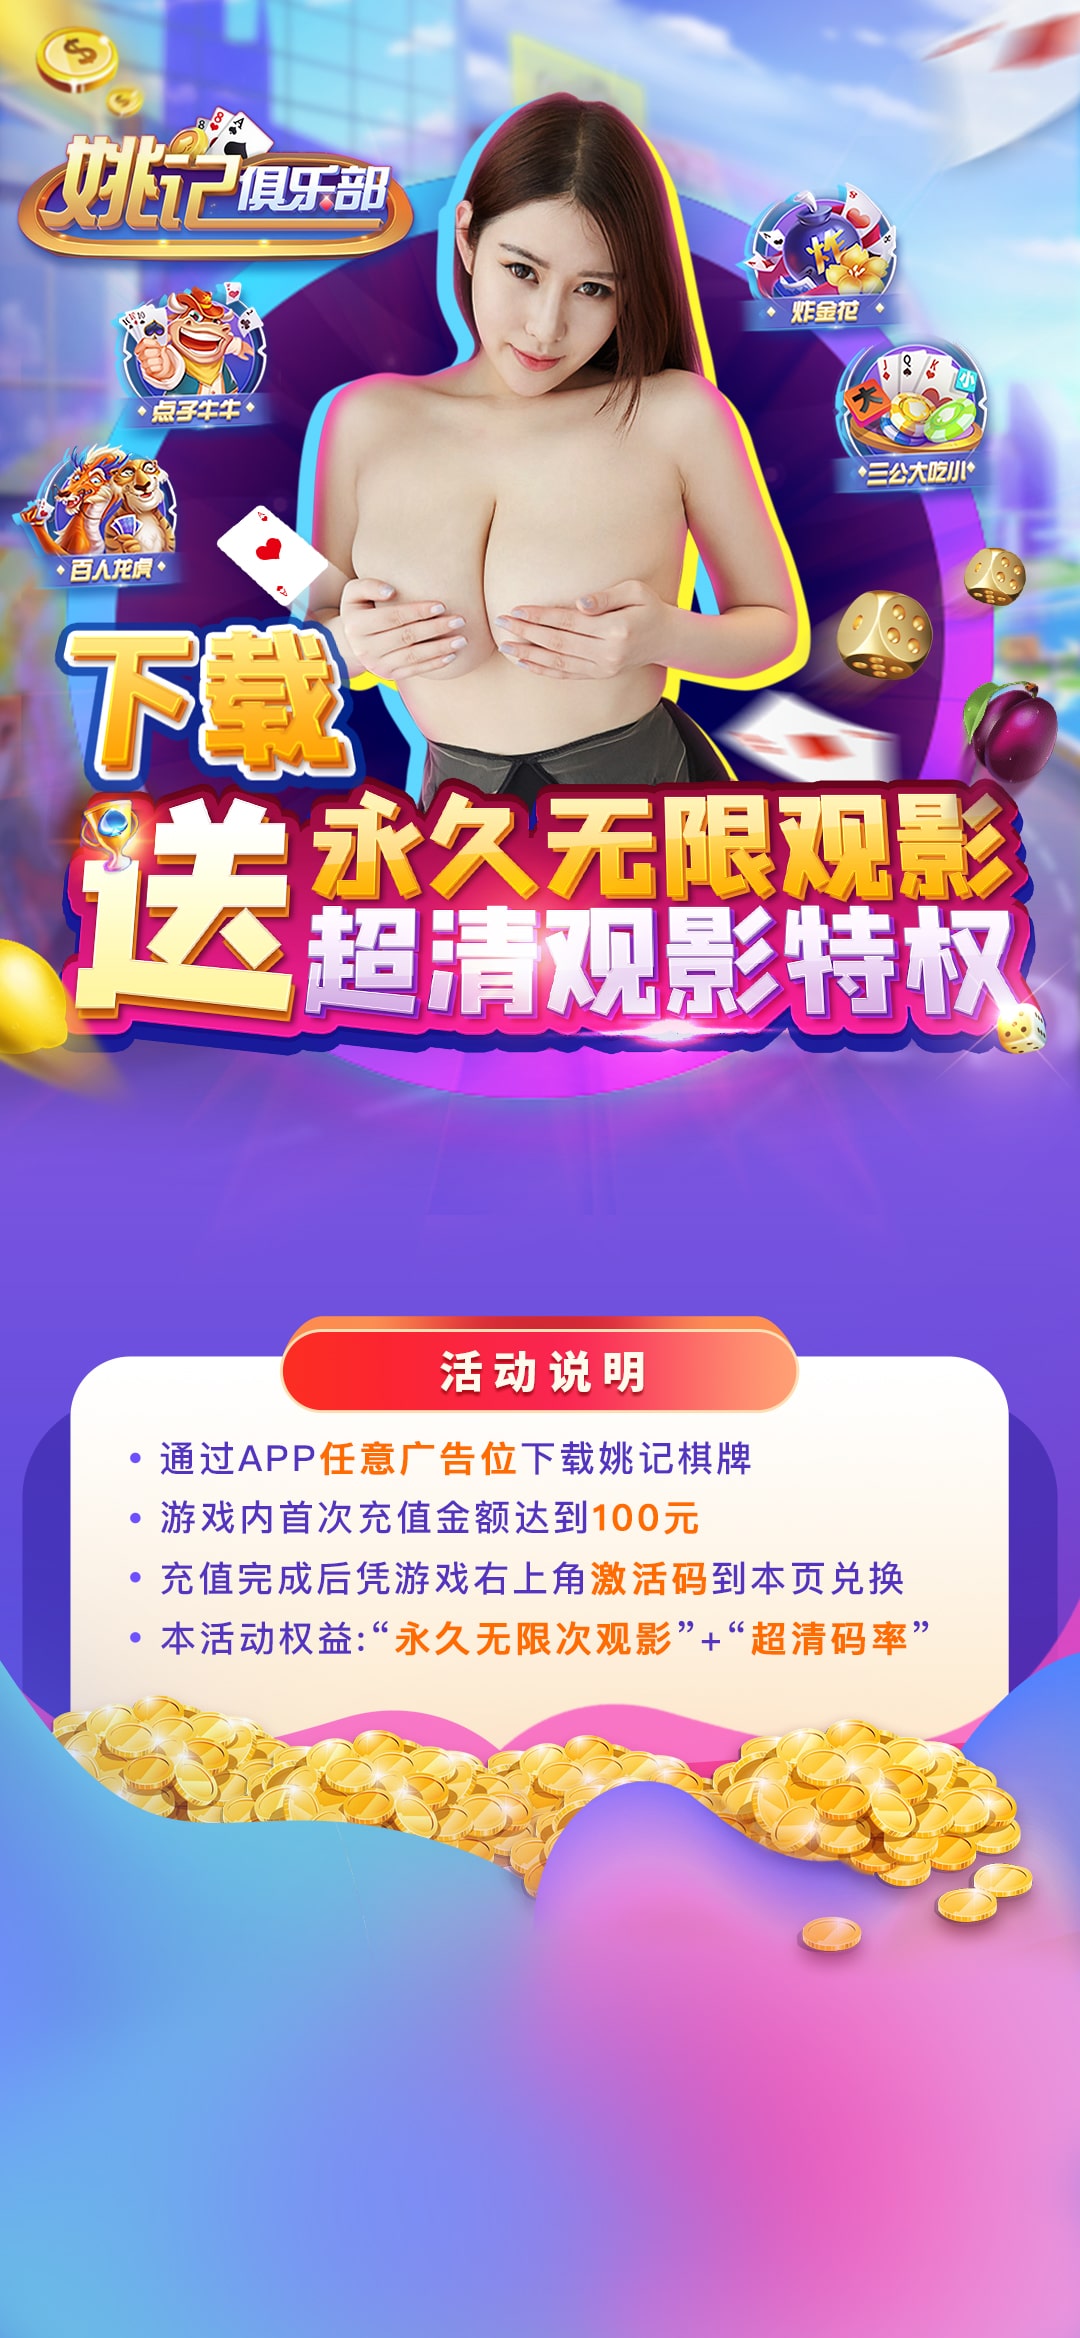 姚记俱乐部
炸金花
点子牛牛
三公大吃小
百人龙虎
下载
送
永久无限观影
超清观影特权
活动说明
• 通过APP任意广告位下载姚记棋牌
• 游戏内首次充值金额达到100元
• 充值完成后凭游戏右上角激活码到本页兑换
• 本活动权益:“永久无限次观影”+“超清码率”